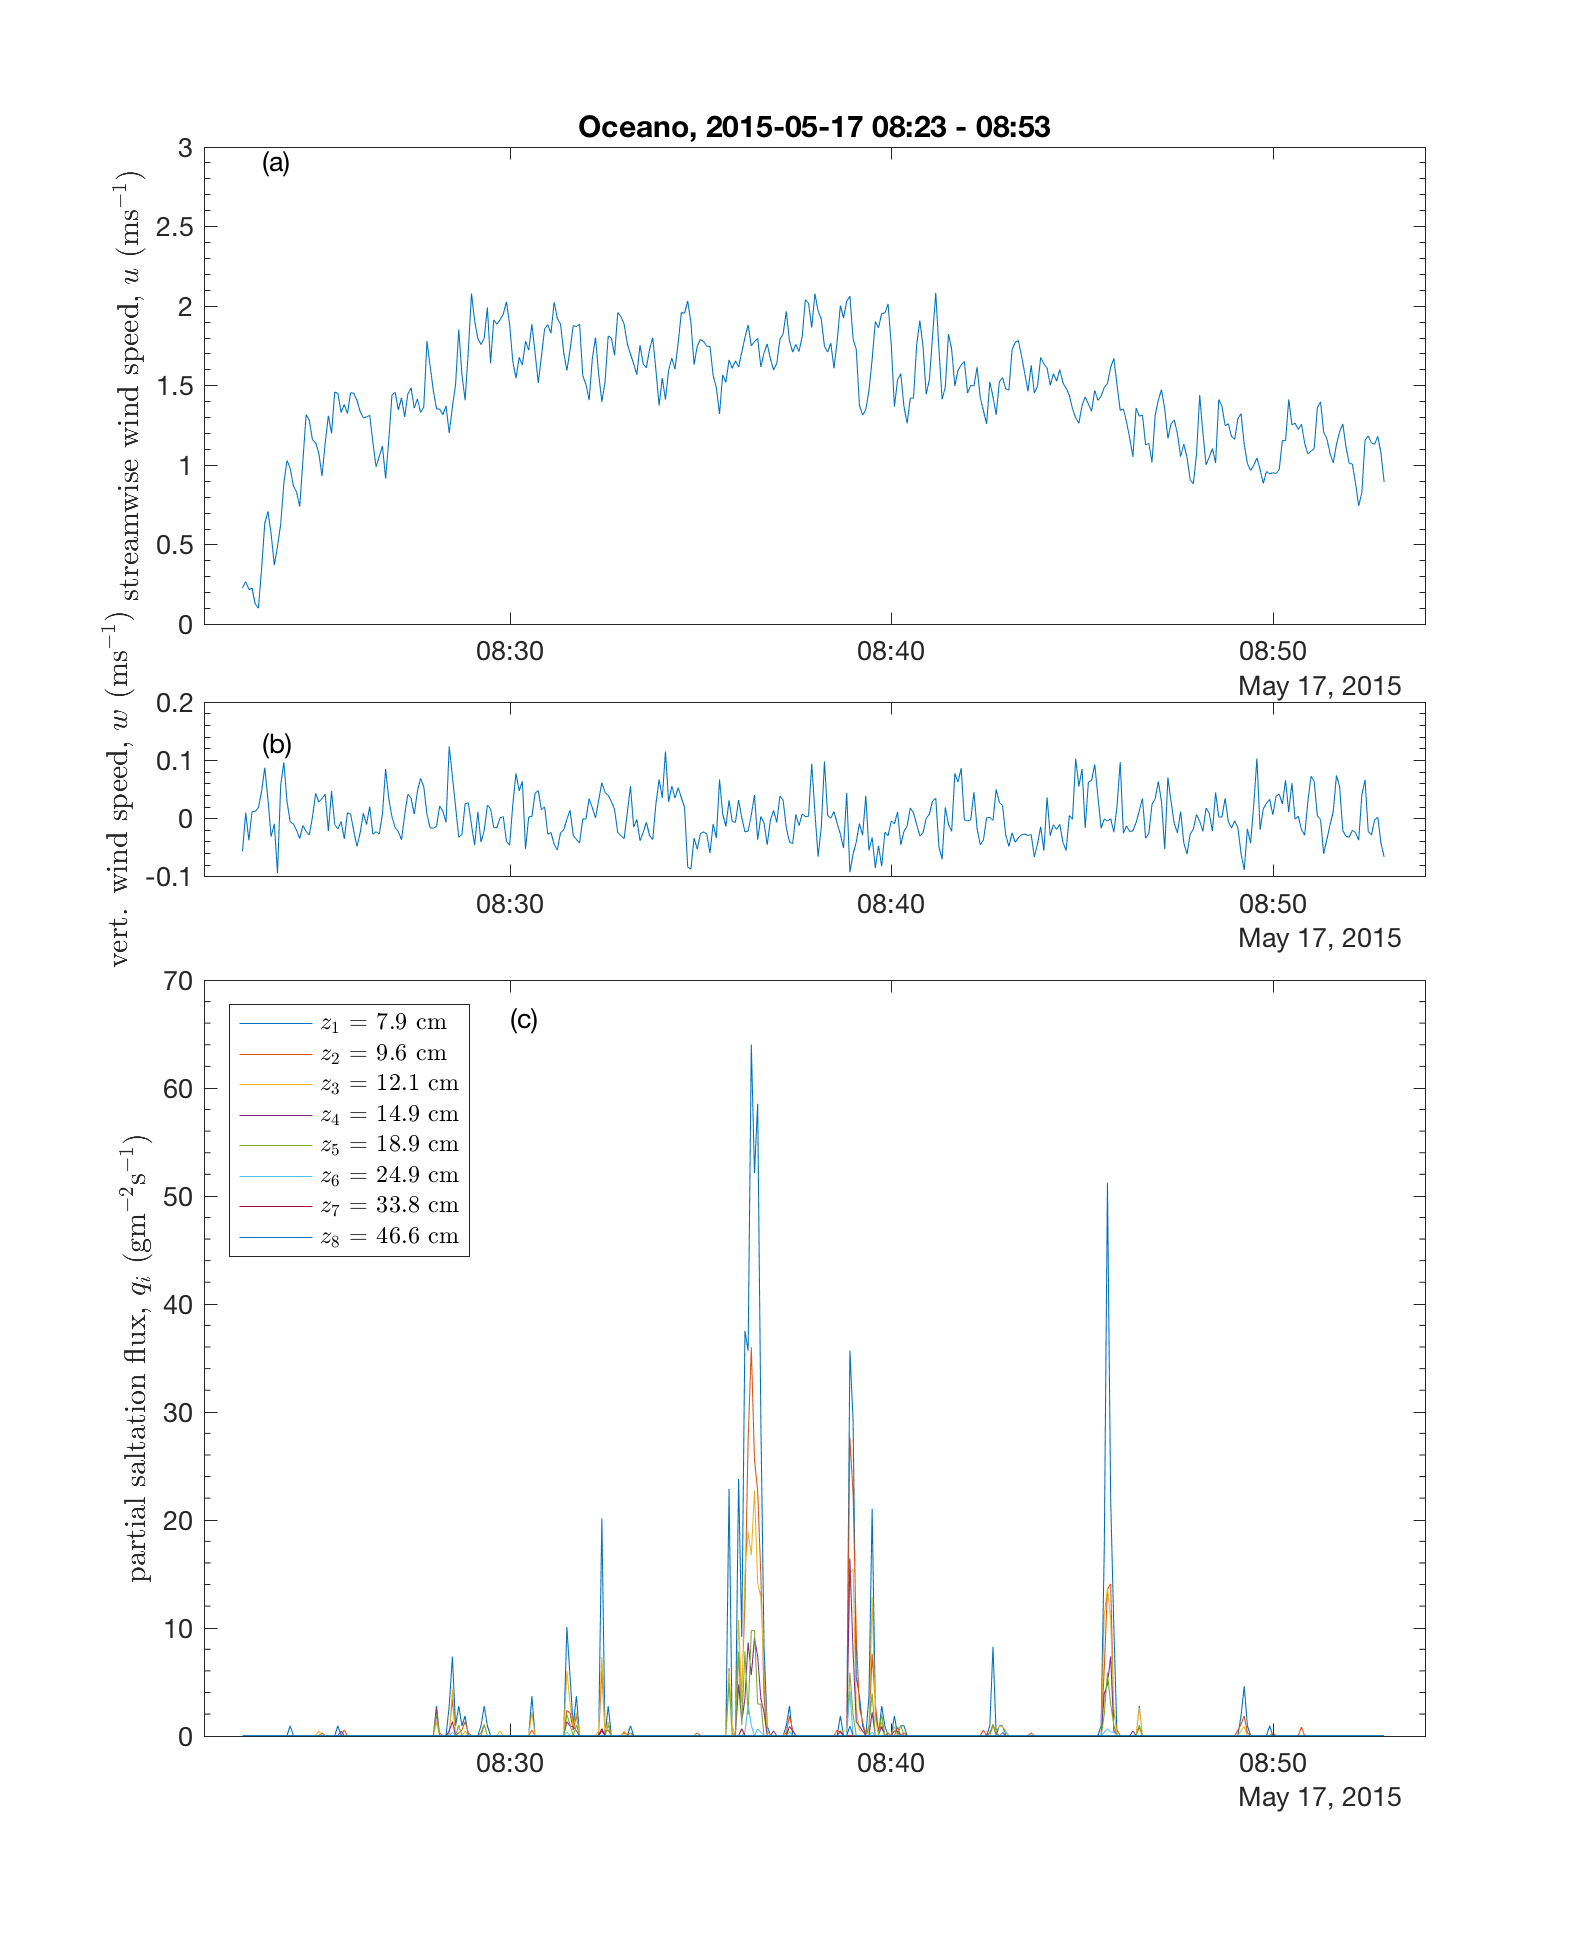 Oceano, 2015-05-17 08:23 - 08:53
(a)
streamwise wind speed, u (ms⁻¹)
3
2.5
2
1.5
1
0.5
0
08:30 08:40 08:50
May 17, 2015
(b)
vert. wind speed, w (ms⁻¹)
0.2
0.1
0
-0.1
08:30 08:40 08:50
May 17, 2015
(c)
partial saltation flux, qᵢ (gm⁻²s⁻¹)
70
60
50
40
30
20
10
0
z₁ = 7.9 cm
z₂ = 9.6 cm
z₃ = 12.1 cm
z₄ = 14.9 cm
z₅ = 18.9 cm
z₆ = 24.9 cm
z₇ = 33.8 cm
z₈ = 46.6 cm
08:30 08:40 08:50
May 17, 2015